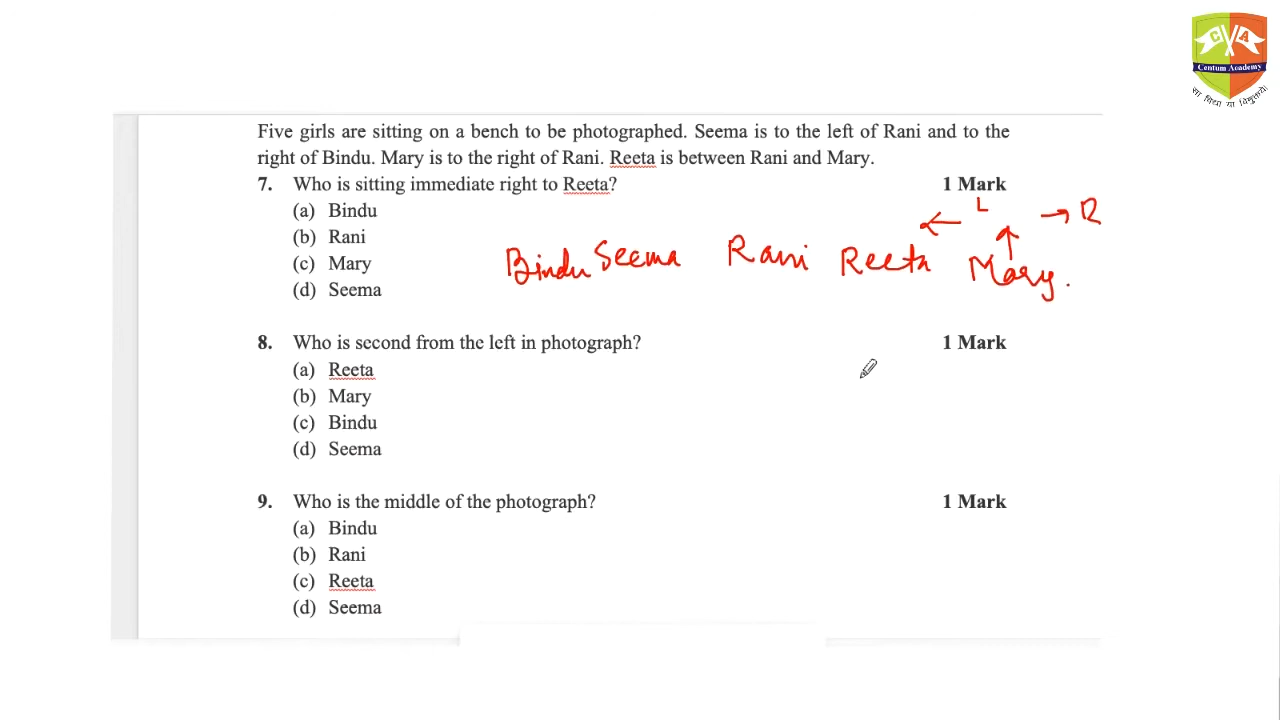 C A
Centum Academy
सा विद्या या विमुक्तये
Five girls are sitting on a bench to be photographed. Seema is to the left of Rani and to the
right of Bindu. Mary is to the right of Rani. Reeta is between Rani and Mary.
7. Who is sitting immediate right to Reeta? 1 Mark
(a) Bindu
(b) Rani
(c) Mary
(d) Seema
← L → R
Bindu Seema Rani Reeta Mary.
8. Who is second from the left in photograph? 1 Mark
(a) Reeta
(b) Mary
(c) Bindu
(d) Seema
9. Who is the middle of the photograph? 1 Mark
(a) Bindu
(b) Rani
(c) Reeta
(d) Seema